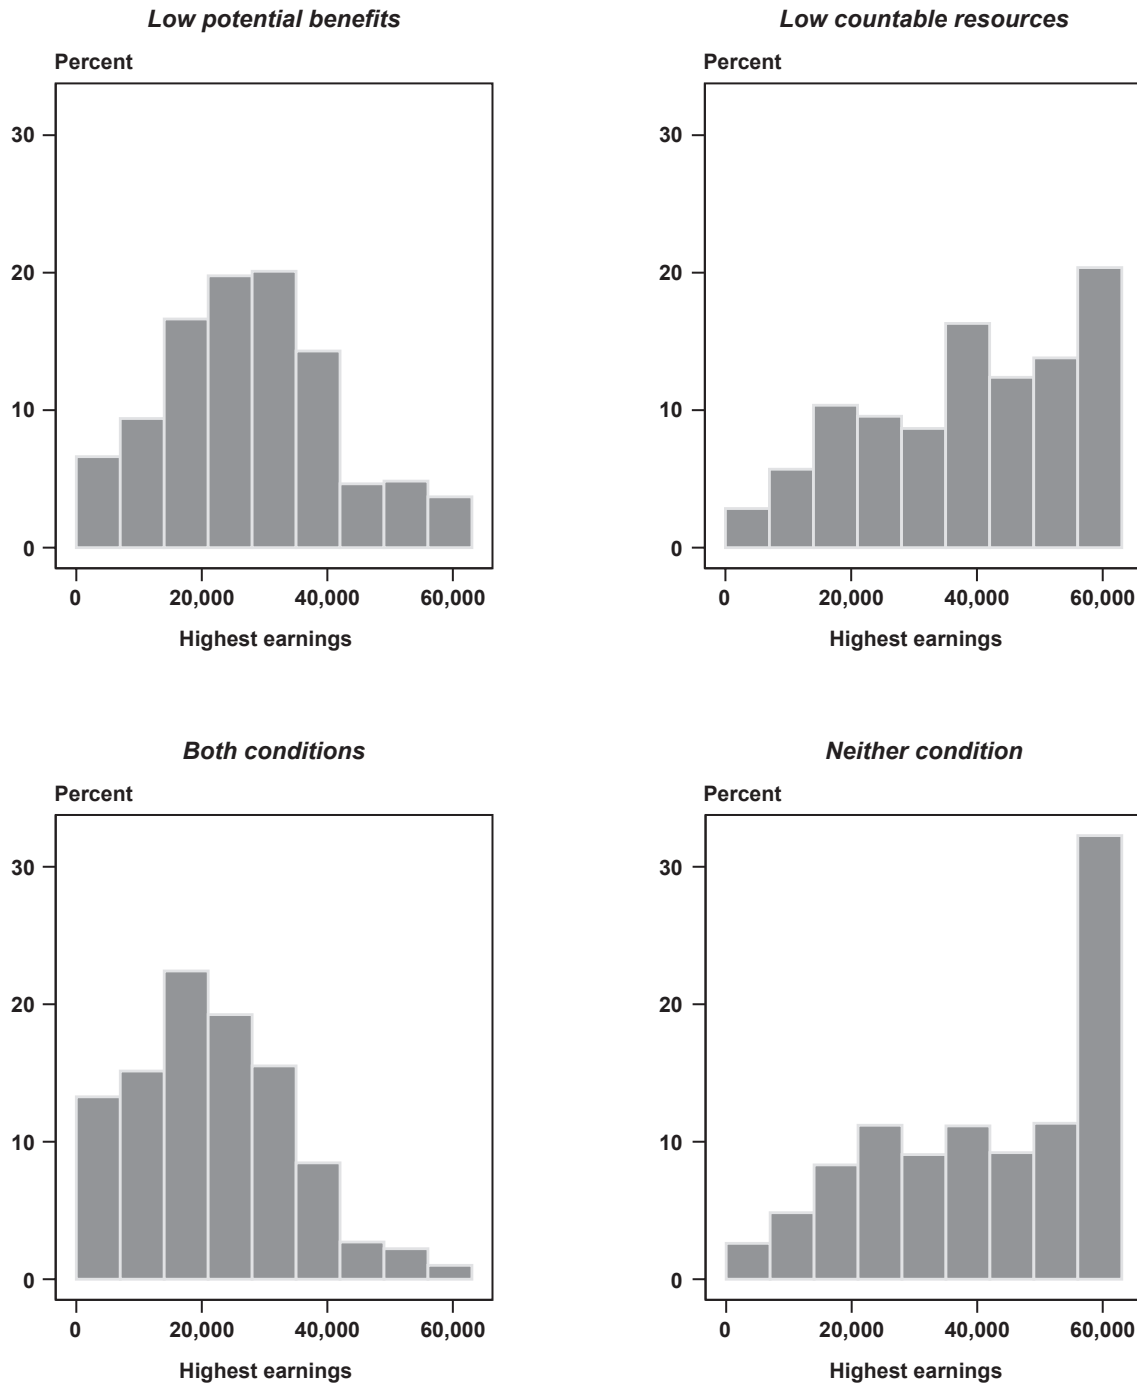 Low potential benefits
Percent
30
20
10
0
0 20,000 40,000 60,000
Highest earnings
Low countable resources
Percent
30
20
10
0
0 20,000 40,000 60,000
Highest earnings
Both conditions
Percent
30
20
10
0
0 20,000 40,000 60,000
Highest earnings
Neither condition
Percent
30
20
10
0
0 20,000 40,000 60,000
Highest earnings